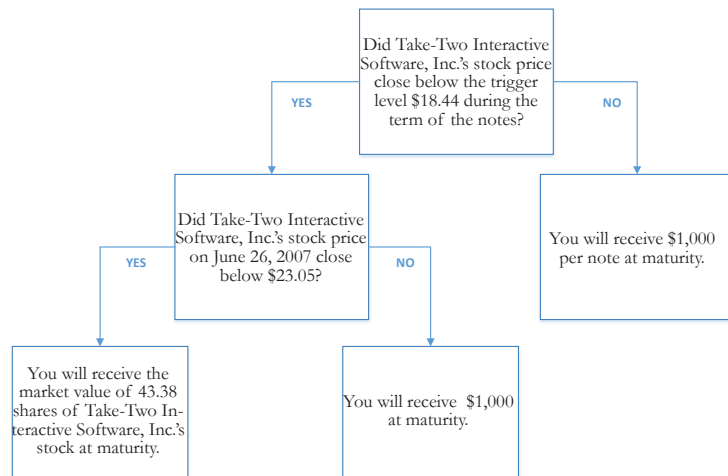 Did Take-Two Interactive
Software, Inc.'s stock price
close below the trigger
level $18.44 during the
term of the notes?
YES
NO
Did Take-Two Interactive
Software, Inc.'s stock price
on June 26, 2007 close
below $23.05?
You will receive $1,000
per note at maturity.
YES
NO
You will receive the
market value of 43.38
shares of Take-Two In-
teractive Software, Inc.'s
stock at maturity.
You will receive $1,000
at maturity.